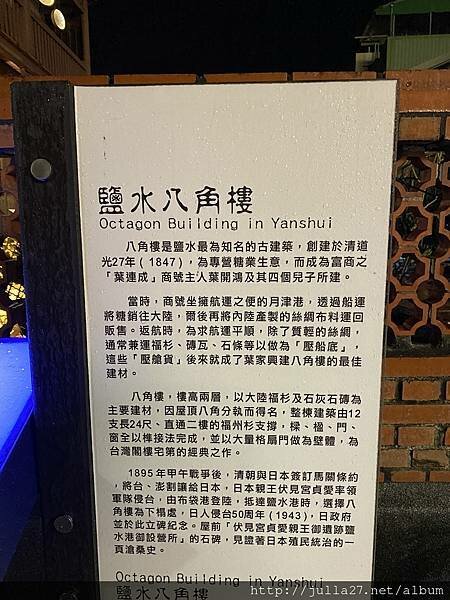 鹽水八角樓
Octagon Building in Yanshui
八角樓是鹽水最為知名的古建築，創建於清道
光27年（1847），為專營糖業生意，而成為富商之
「葉連成」商號主人葉開鴻及其四個兒子所建。
當時，商號坐擁航運之便的月津港，透過船運
將糖銷往大陸，爾後再將內陸產製的絲綢布料運回
販售。返航時，為求航運平順，除了質輕的絲綢，
通常兼運福杉、磚瓦、石條等以做為「壓船底」，
這些「壓艙貨」後來就成了葉家興建八角樓的最佳
建材。
八角樓，樓高兩層，以大陸福杉及石灰石磚為
主要建材，因屋頂八角分執而得名，整棟建築由12
支長24尺、直通二樓的福州杉支撐，樑、楹、門、
窗全以榫接法完成，並以大量格扇門做為壁體，為
台灣閣樓宅第的經典之作。
1895年甲午戰爭後，清朝與日本簽訂馬關條約
，將台、澎割讓給日本，日本親王伏見宮貞愛率領
軍隊侵台，由布袋港登陸，抵達鹽水港時，選擇八
角樓為下榻處，日人侵台50周年（1943），日政府
並於此立碑紀念。屋前「伏見宮貞愛親王御遺跡鹽
水港御設營所」的石碑，見證著日本殖民統治的一
頁滄桑史。
Octagon Building in Yanshui
鹽水八角樓
http://julla27.net/album